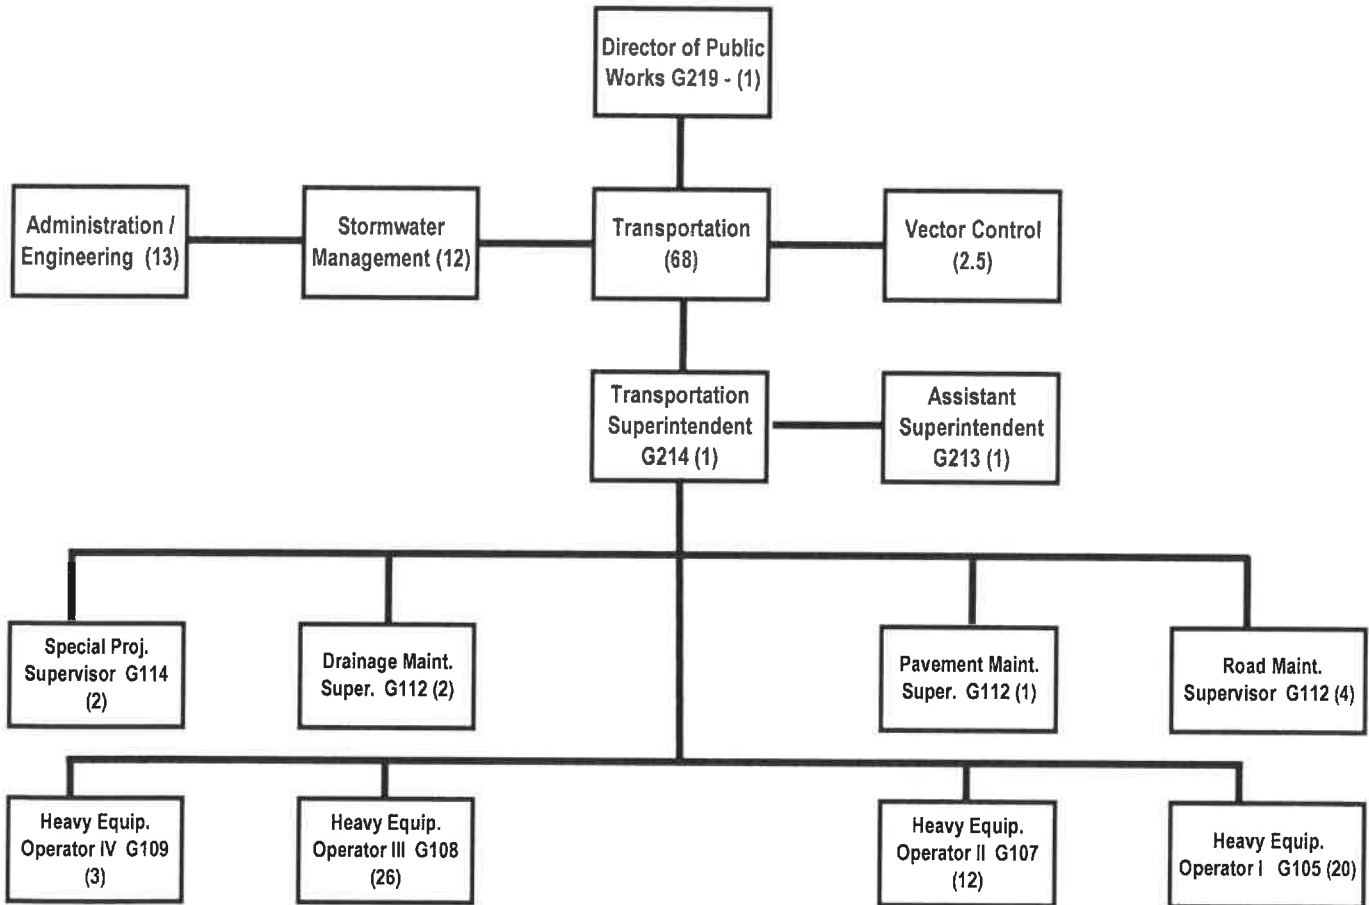 Director of Public
Works G219 - (1)
Administration /
Engineering (13)
Stormwater
Management (12)
Transportation
(68)
Vector Control
(2.5)
Transportation
Superintendent
G214 (1)
Assistant
Superintendent
G213 (1)
Special Proj.
Supervisor G114
(2)
Drainage Maint.
Super. G112 (2)
Pavement Maint.
Super. G112 (1)
Road Maint.
Supervisor G112 (4)
Heavy Equip.
Operator IV G109
(3)
Heavy Equip.
Operator III G108
(26)
Heavy Equip.
Operator II G107
(12)
Heavy Equip.
Operator I G105 (20)